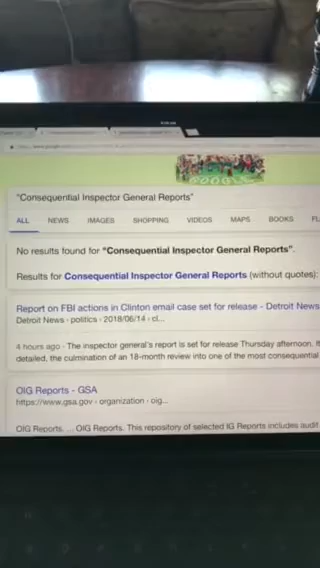 GOOGLE
"Consequential Inspector General Reports"
ALL NEWS IMAGES SHOPPING VIDEOS MAPS BOOKS FL
No results found for "Consequential Inspector General Reports".
Results for Consequential Inspector General Reports (without quotes):
Report on FBI actions in Clinton email case set for release - Detroit News
Detroit News › politics › 2018/06/14 › cl...
4 hours ago - The inspector general's report is set for release Thursday afternoon. It
detailed, the culmination of an 18-month review into one of the most consequential
OIG Reports - GSA
https://www.gsa.gov › organization › oig...
OIG Reports. ... OIG Reports. This repository of selected IG Reports includes audit